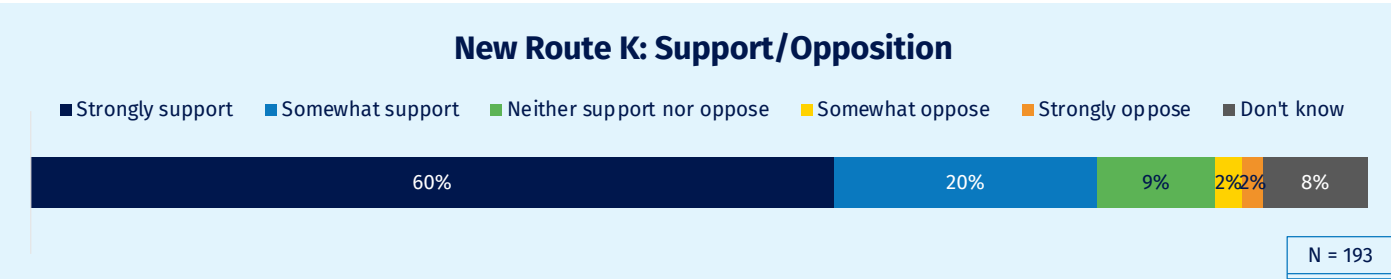 New Route K: Support/Opposition
Strongly support Somewhat support Neither support nor oppose Somewhat oppose Strongly oppose Don't know
60% 20% 9% 2% 2% 8%
N = 193